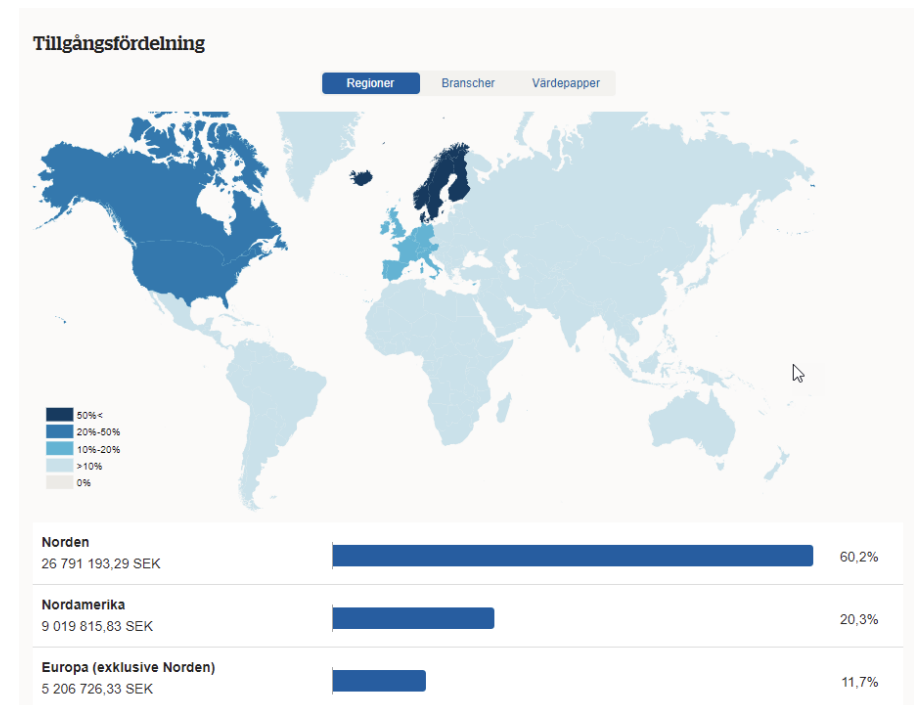 Tillgångsfördelning
Regioner Branscher Värdepapper
50%<
20%-50%
10%-20%
>10%
0%
Norden
26 791 193,29 SEK
60,2%
Nordamerika
9 019 815,83 SEK
20,3%
Europa (exklusive Norden)
5 206 726,33 SEK
11,7%